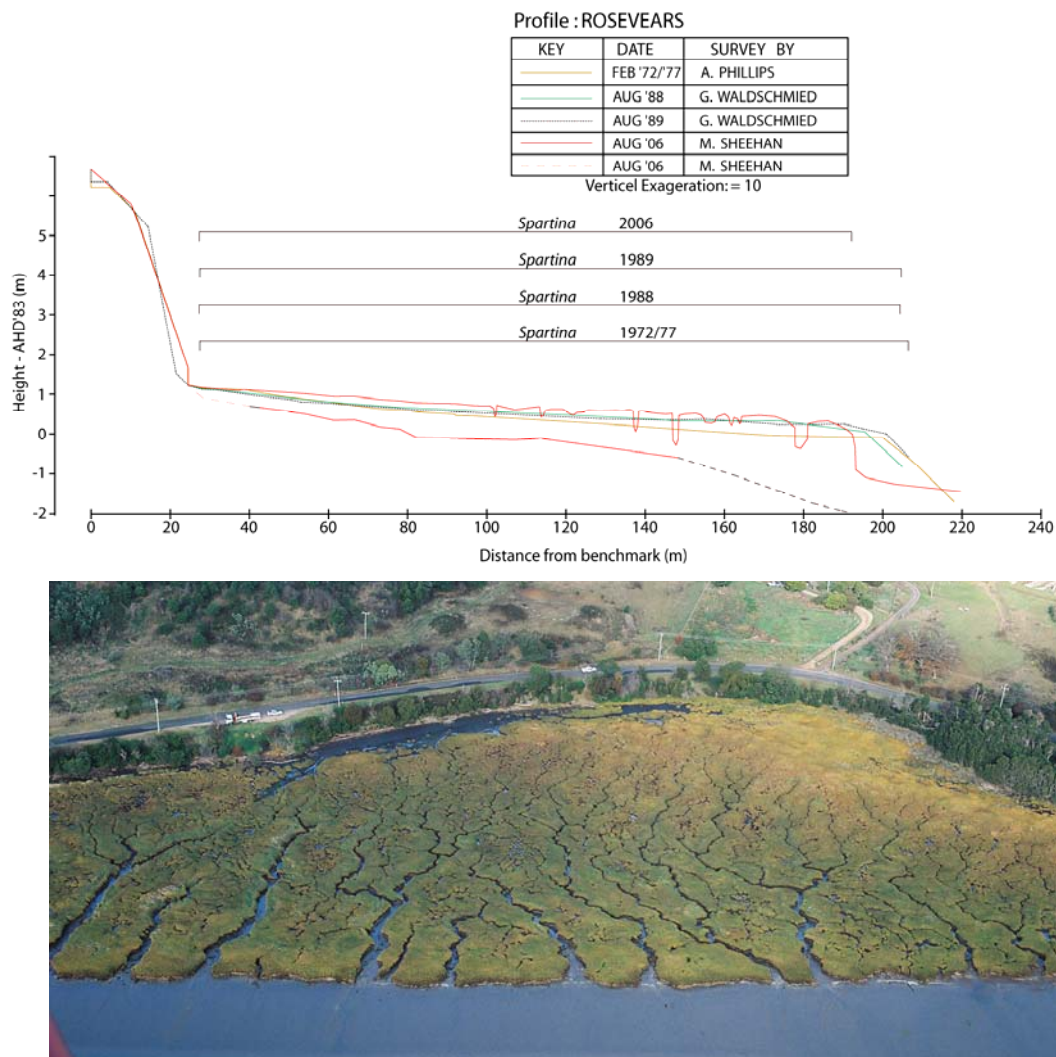 Profile : ROSEVEARS
KEY DATE SURVEY BY
FEB '72/'77 A. PHILLIPS
AUG '88 G. WALDSCHMIED
AUG '89 G. WALDSCHMIED
AUG '06 M. SHEEHAN
AUG '06 M. SHEEHAN
Verticel Exageration: = 10
Spartina 2006
Spartina 1989
Spartina 1988
Spartina 1972/77
Height - AHD'83 (m)
5
4
3
2
1
0
-1
-2
0 20 40 60 80 100 120 140 160 180 200 220 240
Distance from benchmark (m)